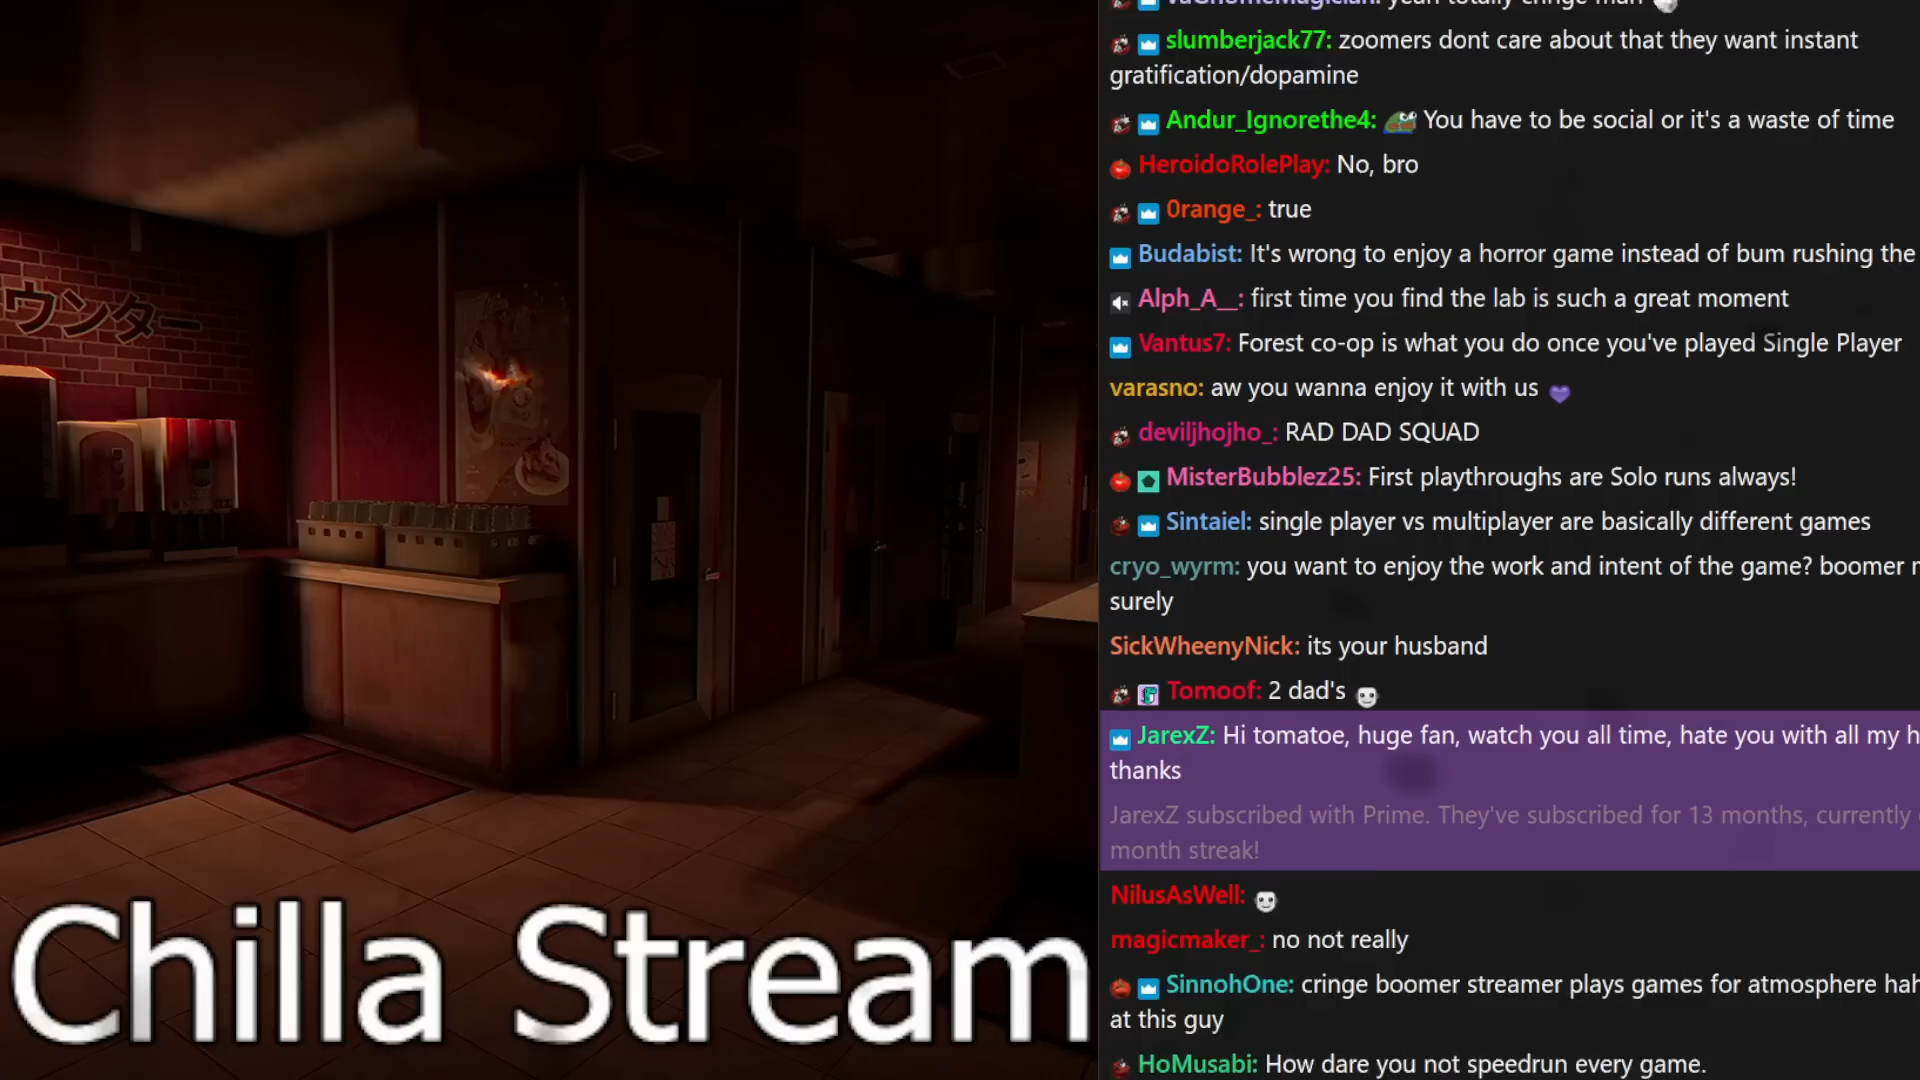 vaGnomeMagician: yeah totally cringe man
slumberjack77: zoomers dont care about that they want instant
gratification/dopamine
Andur_Ignorethe4: You have to be social or it's a waste of time
HeroidoRolePlay: No, bro
0range_: true
Budabist: It's wrong to enjoy a horror game instead of bum rushing the
Alph_A__: first time you find the lab is such a great moment
Vantus7: Forest co-op is what you do once you've played Single Player
varasno: aw you wanna enjoy it with us
deviljhojho_: RAD DAD SQUAD
MisterBubblez25: First playthroughs are Solo runs always!
Sintaiel: single player vs multiplayer are basically different games
cryo_wyrm: you want to enjoy the work and intent of the game? boomer
surely
SickWheenyNick: its your husband
Tomoof: 2 dad's
JarexZ: Hi tomatoe, huge fan, watch you all time, hate you with all my
thanks
JarexZ subscribed with Prime. They've subscribed for 13 months, currently
month streak!
NilusAsWell:
magicmaker_: no not really
SinnohOne: cringe boomer streamer plays games for atmosphere hah
at this guy
HoMusabi: How dare you not speedrun every game.
ウンター
Chilla Stream